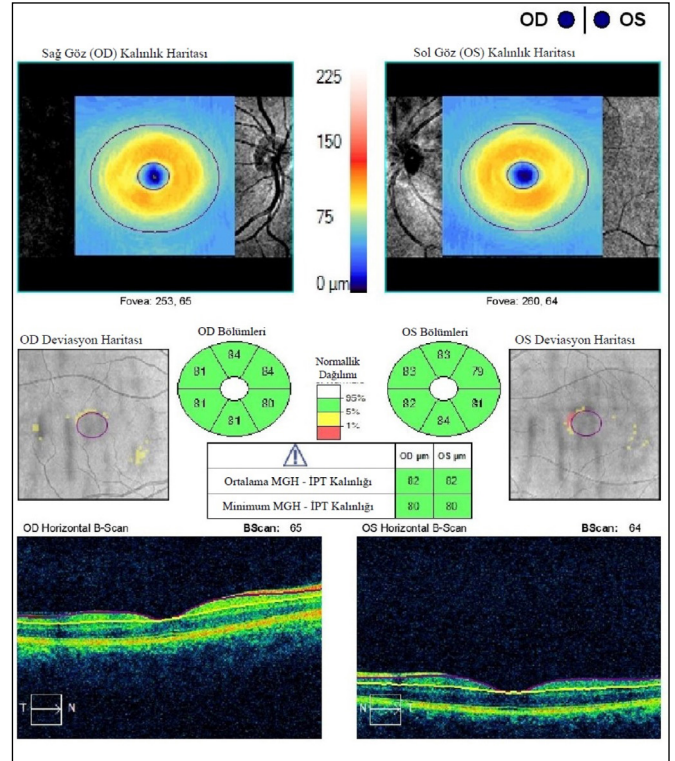 OD OS
Sağ Göz (OD) Kalınlık Haritası
Sol Göz (OS) Kalınlık Haritası
225
150
75
0 µm
Fovea: 253, 65
Fovea: 260, 64
OD Deviasyon Haritası
OD Bölümleri
OS Bölümleri
OS Deviasyon Haritası
84
81
84
81
80
81
Normallik
Dağılımı
95%
5%
1%
83
83
79
82
81
84
OD µm OS µm
Ortalama MGH - İPT Kalınlığı 82 82
Minimum MGH - İPT Kalınlığı 80 80
OD Horizontal B-Scan BScan: 65
OS Horizontal B-Scan BScan: 64
T N
N T